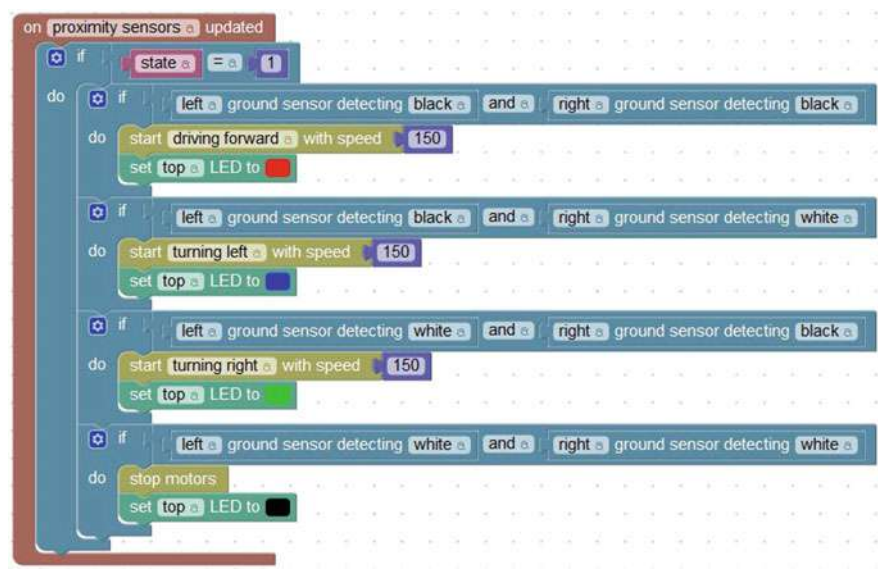 on proximity sensors updated
if state = 1
do if left ground sensor detecting black and right ground sensor detecting black
do start driving forward with speed 150
set top LED to
if left ground sensor detecting black and right ground sensor detecting white
do start turning left with speed 150
set top LED to
if left ground sensor detecting white and right ground sensor detecting black
do start turning right with speed 150
set top LED to
if left ground sensor detecting white and right ground sensor detecting white
do stop motors
set top LED to